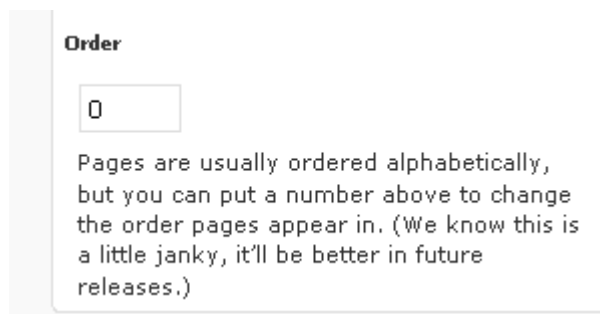 Order
0
Pages are usually ordered alphabetically,
but you can put a number above to change
the order pages appear in. (We know this is
a little janky, it'll be better in future
releases.)